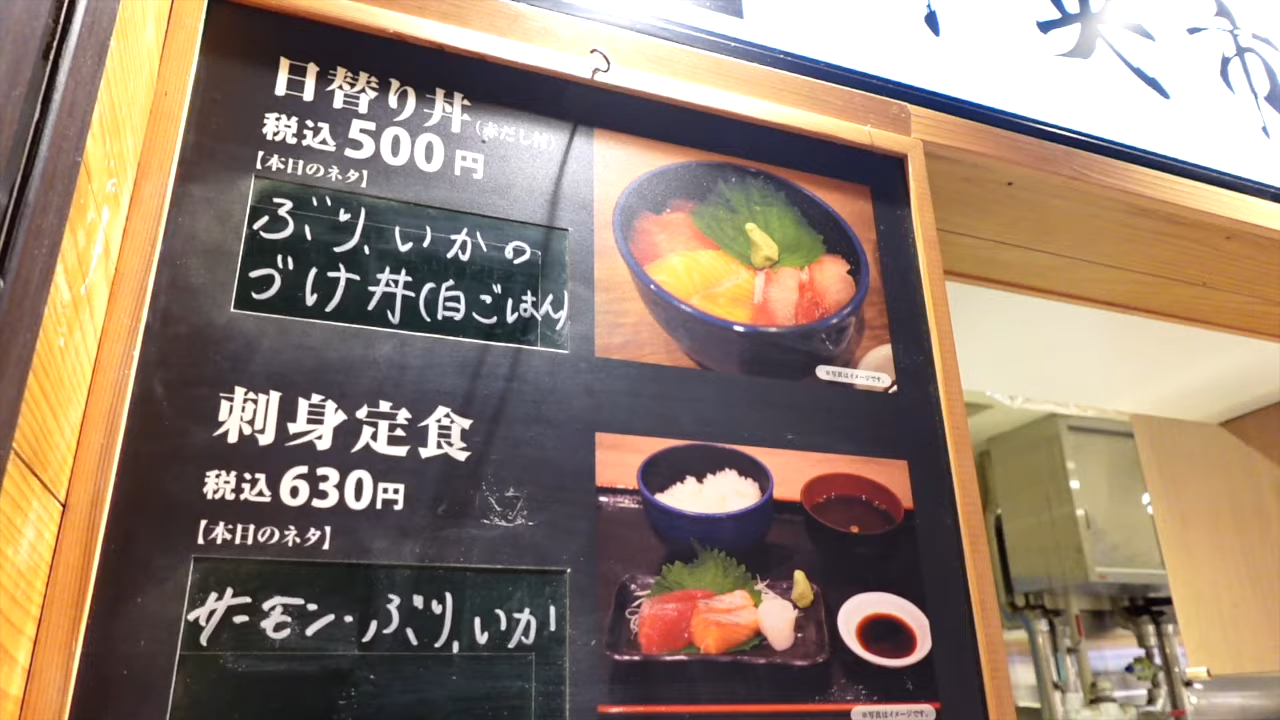 央市
日替り丼(赤だし付)
税込500円
【本日のネタ】
ぶり、いかの
づけ丼(白ごはん)
※写真はイメージです。
刺身定食
税込630円
【本日のネタ】
サーモン・ぶり、いか
※写真はイメージです。